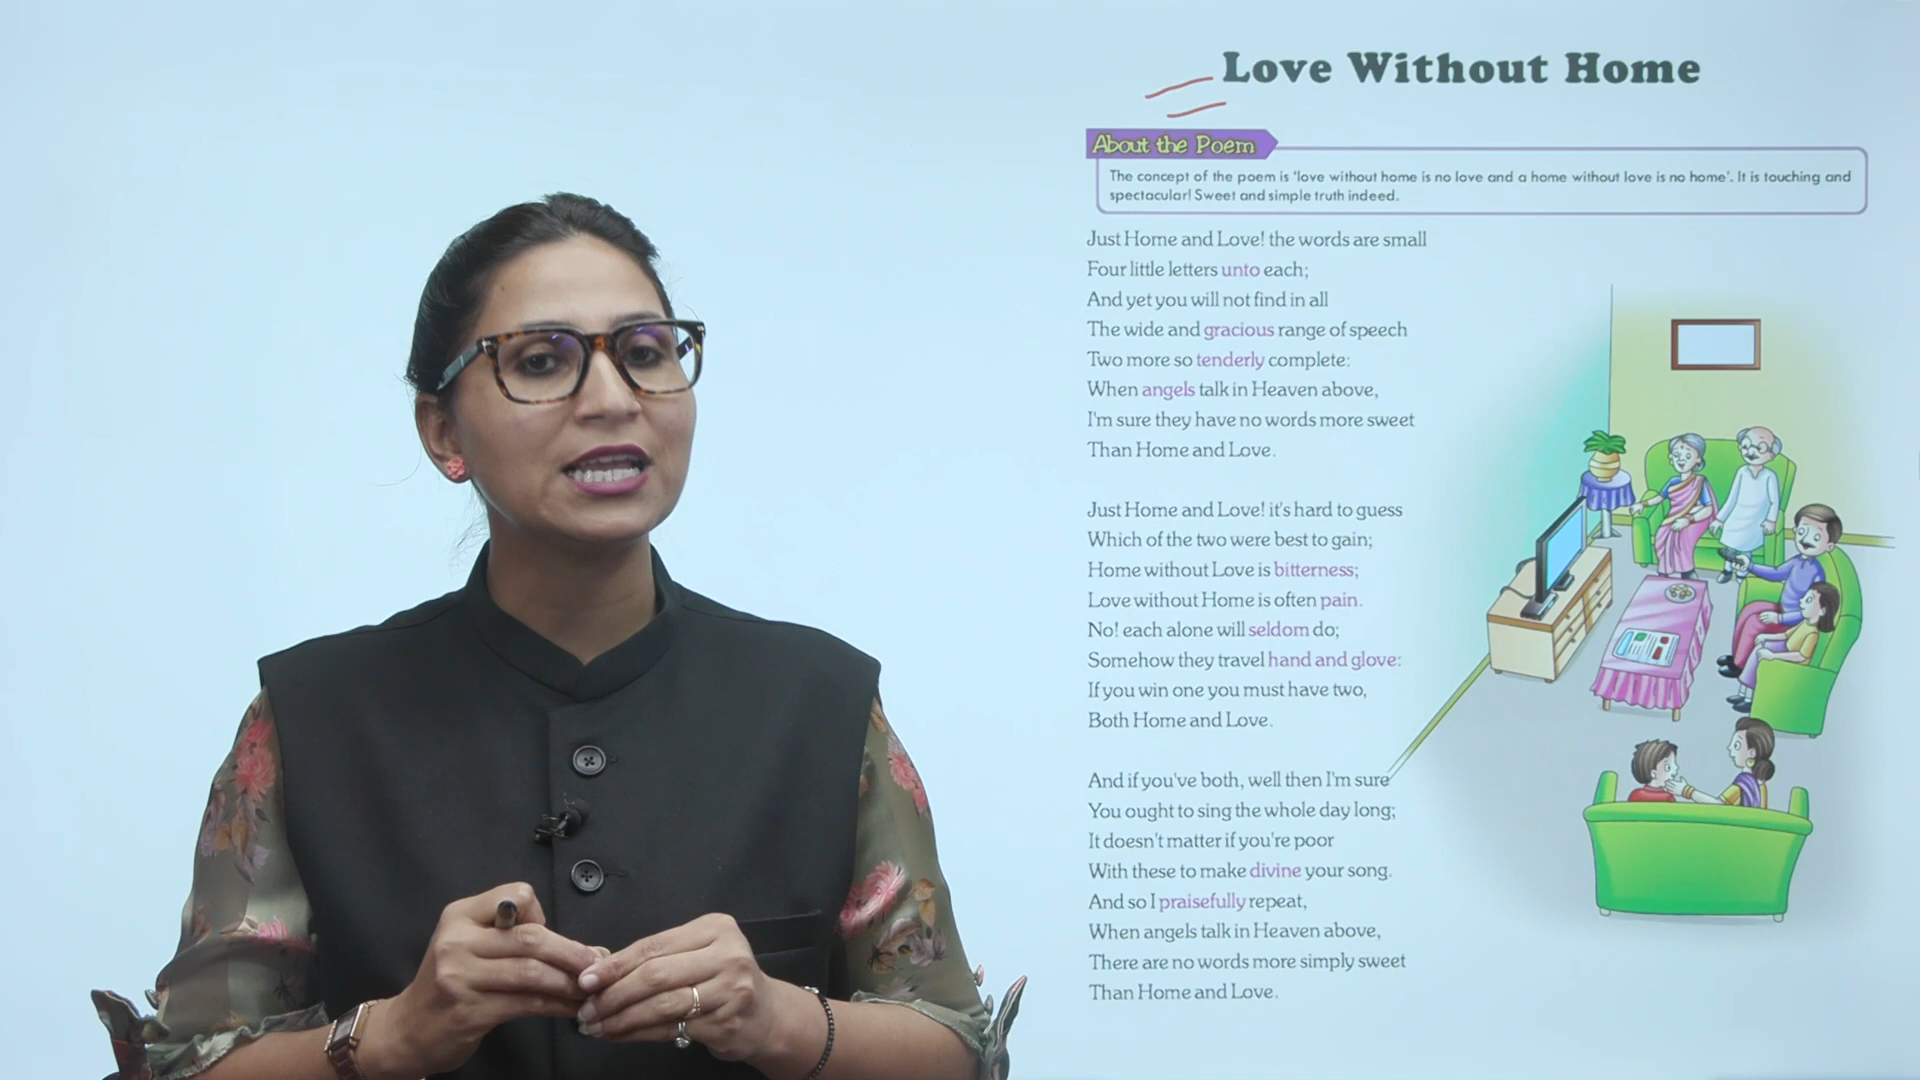 Love Without Home
About the Poem
The concept of the poem is 'love without home is no love and a home without love is no home'. It is touching and
spectacular! Sweet and simple truth indeed.
Just Home and Love! the words are small
Four little letters unto each;
And yet you will not find in all
The wide and gracious range of speech
Two more so tenderly complete:
When angels talk in Heaven above,
I'm sure they have no words more sweet
Than Home and Love.
Just Home and Love! it's hard to guess
Which of the two were best to gain;
Home without Love is bitterness;
Love without Home is often pain.
No! each alone will seldom do;
Somehow they travel hand and glove:
If you win one you must have two,
Both Home and Love.
And if you've both, well then I'm sure
You ought to sing the whole day long;
It doesn't matter if you're poor
With these to make divine your song.
And so I praisefully repeat,
When angels talk in Heaven above,
There are no words more simply sweet
Than Home and Love.